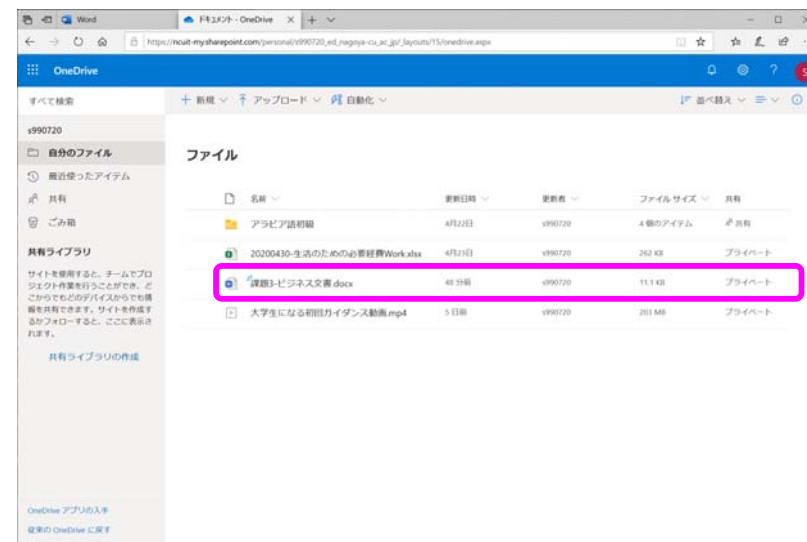 Word
ドキュメント - OneDrive
https://ncuit-my.sharepoint.com/personal/s990720_ed_nagoya-cu_ac_jp/_layouts/15/onedrive.aspx
OneDrive
すべて検索
新規
アップロード
自動化
並べ替え
s990720
自分のファイル
最近使ったアイテム
共有
ごみ箱
共有ライブラリ
サイトを使用すると、チームでプロ
ジェクト作業を行うことができ、ど
こからでもどのデバイスからでも情
報を共有できます。サイトを作成す
るかフォローすると、ここに表示さ
れます。
共有ライブラリの作成
OneDrive アプリの入手
従来の OneDrive に戻す
ファイル
名前 更新日時 更新者 ファイル サイズ 共有
アラビア語初級 4月22日 s990720 4 個のアイテム 共有
20200430-生活のための必要経費Work.xlsx 4月23日 s990720 262 KB プライベート
課題3-ビジネス文書.docx 48 分前 s990720 11.1 KB プライベート
大学生になる初回ガイダンス動画.mp4 5 日前 s990720 203 MB プライベート